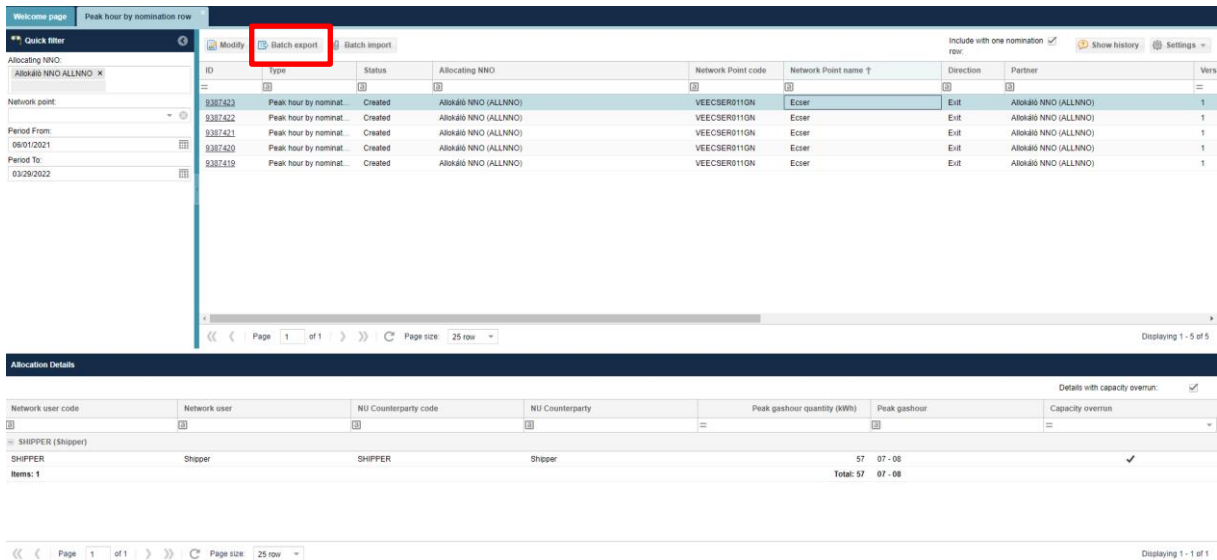 Welcome page Peak hour by nomination row
Quick filter
Modify Batch export Batch import Include with one nomination row: Show history Settings
Allocating NNO:
Allokáló NNO ALLNNO ×
Network point:
Period From:
06/01/2021
Period To:
03/29/2022
ID Type Status Allocating NNO Network Point code Network Point name ↑ Direction Partner Vers
9387423 Peak hour by nominat... Created Allokáló NNO (ALLNNO) VEECSER011GN Ecser Exit Allokáló NNO (ALLNNO) 1
9387422 Peak hour by nominat... Created Allokáló NNO (ALLNNO) VEECSER011GN Ecser Exit Allokáló NNO (ALLNNO) 1
9387421 Peak hour by nominat... Created Allokáló NNO (ALLNNO) VEECSER011GN Ecser Exit Allokáló NNO (ALLNNO) 1
9387420 Peak hour by nominat... Created Allokáló NNO (ALLNNO) VEECSER011GN Ecser Exit Allokáló NNO (ALLNNO) 1
9387419 Peak hour by nominat... Created Allokáló NNO (ALLNNO) VEECSER011GN Ecser Exit Allokáló NNO (ALLNNO) 1
Page 1 of 1 Page size: 25 row Displaying 1 - 5 of 5
Allocation Details
Details with capacity overrun:
Network user code Network user NU Counterparty code NU Counterparty Peak gashour quantity (kWh) Peak gashour Capacity overrun
SHIPPER (Shipper)
SHIPPER Shipper SHIPPER Shipper 57 07 - 08
Items: 1 Total: 57 07 - 08
Page 1 of 1 Page size: 25 row Displaying 1 - 1 of 1